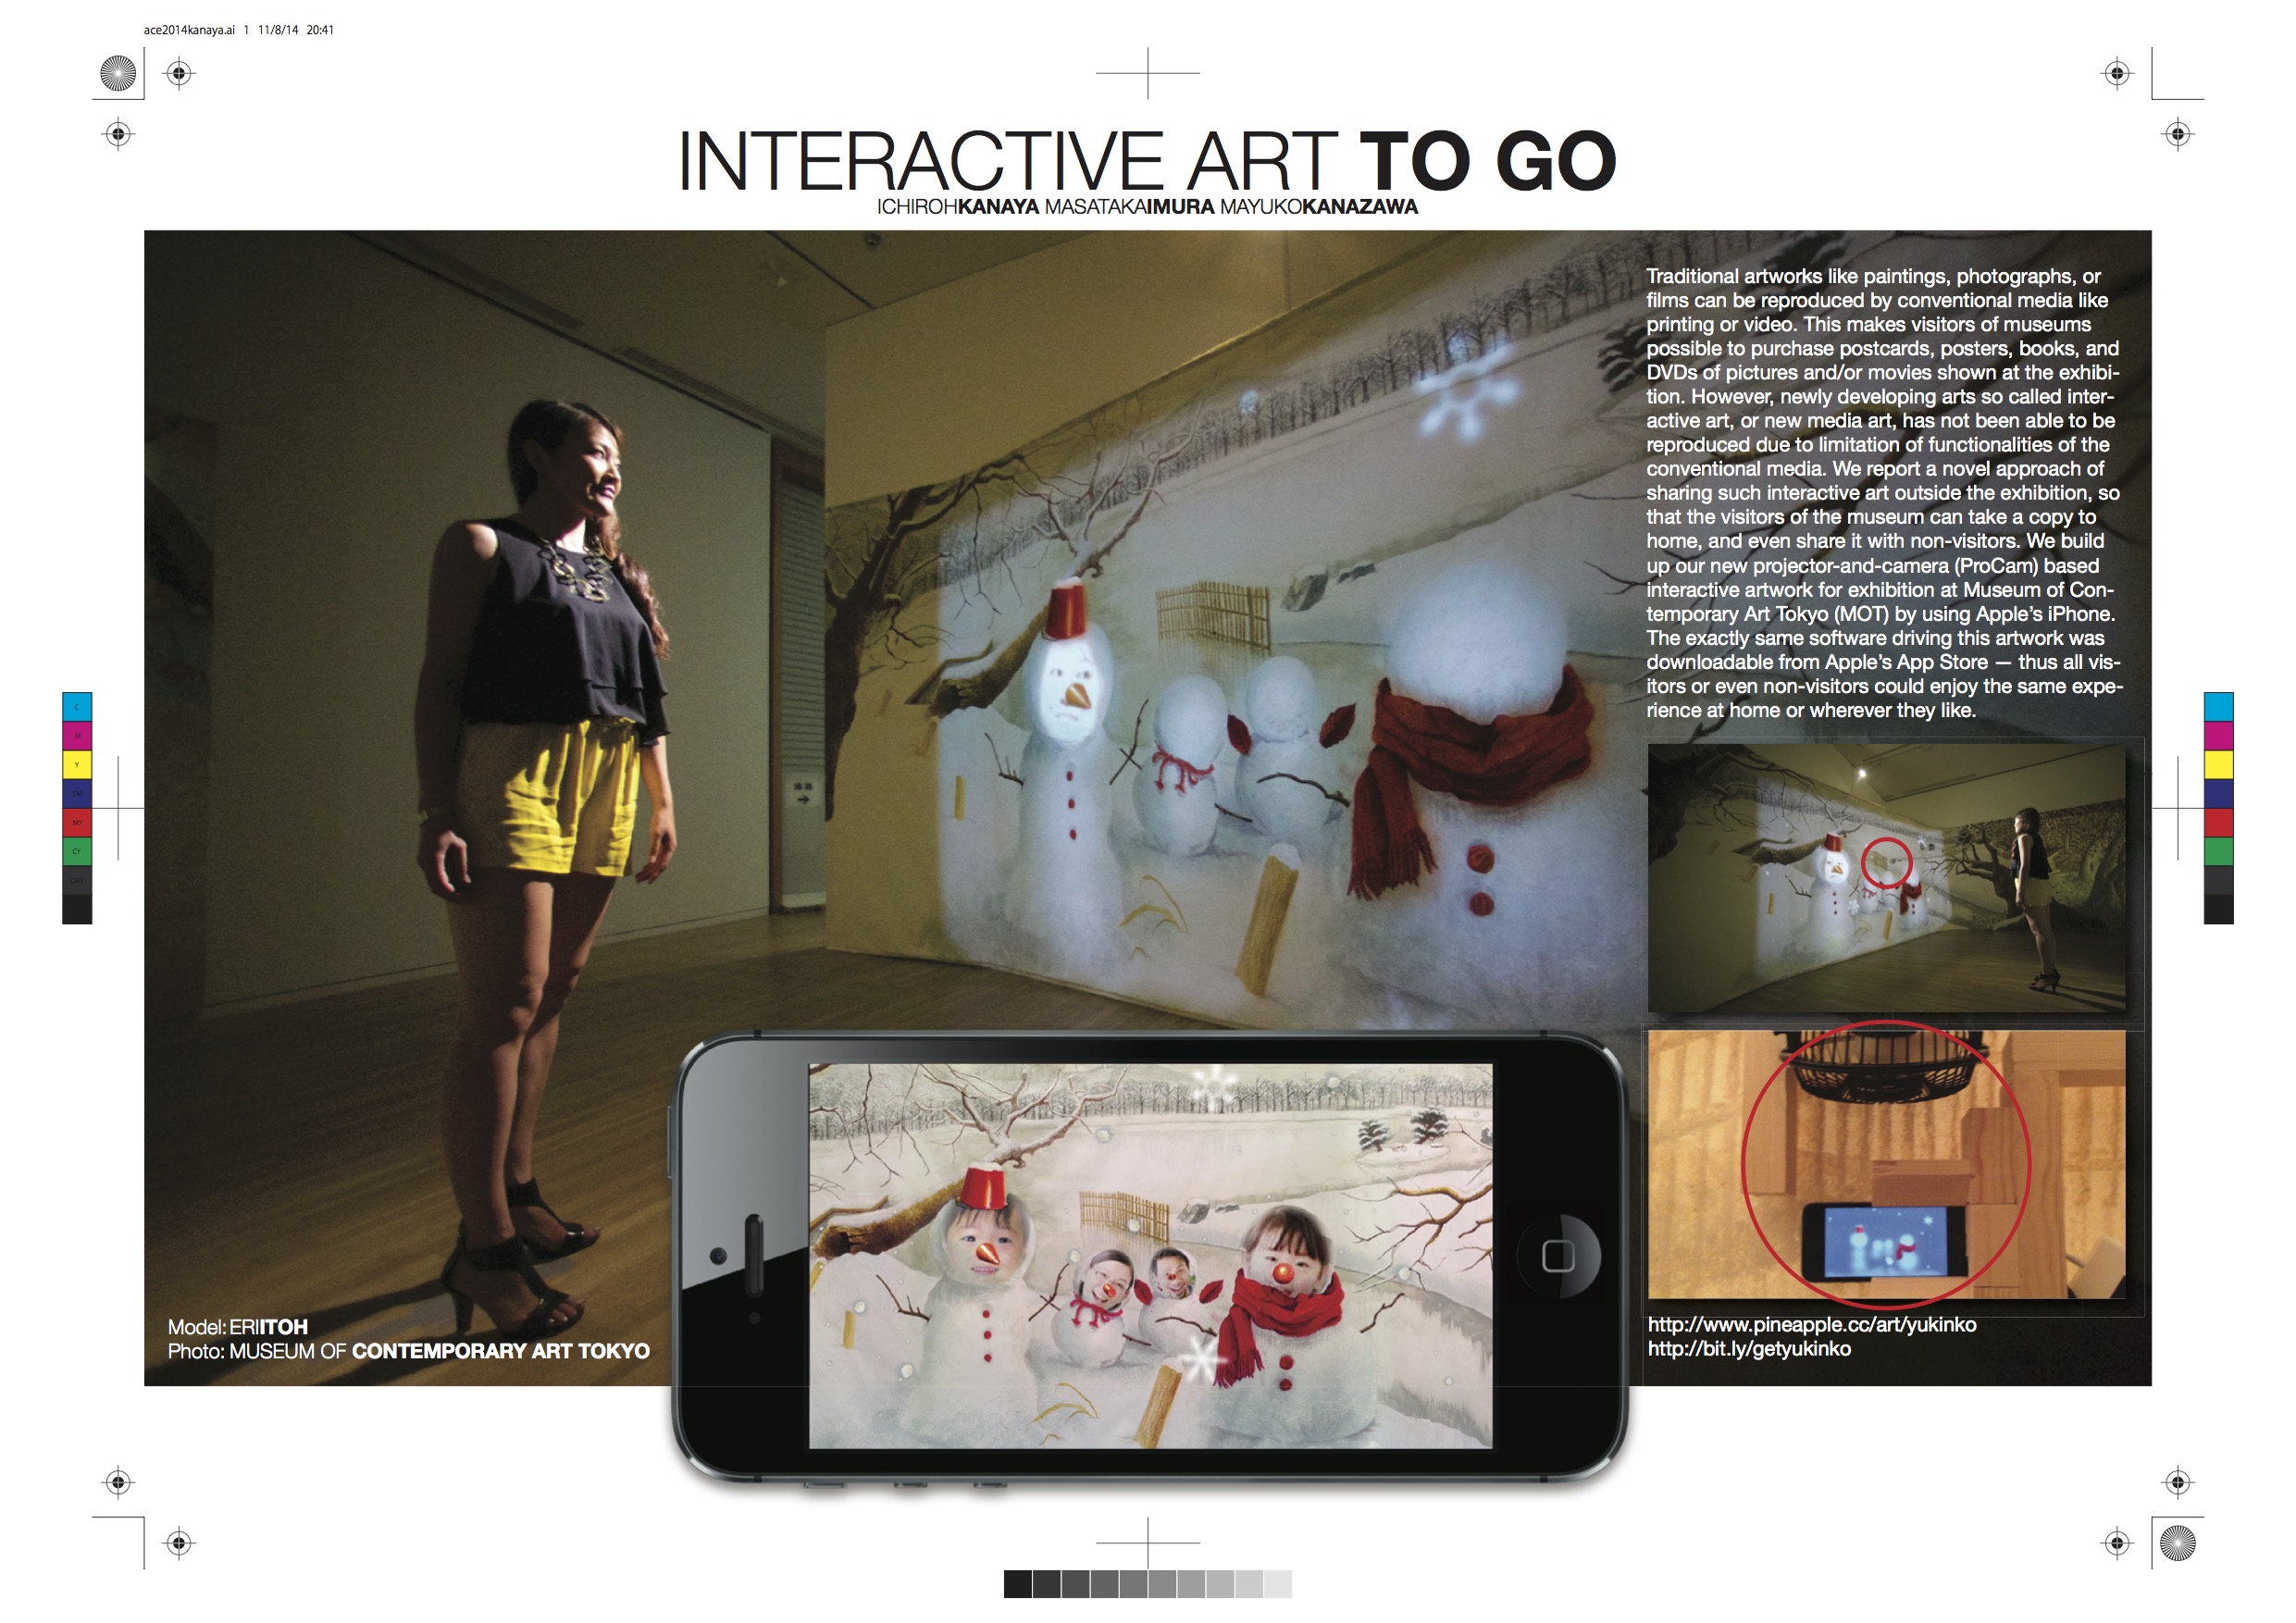 ace2014kanaya.ai 1 11/8/14 20:41
INTERACTIVE ART TO GO
ICHIROHKANAYA MASATAKAIMURA MAYUKOKANAZAWA
Traditional artworks like paintings, photographs, or
films can be reproduced by conventional media like
printing or video. This makes visitors of museums
possible to purchase postcards, posters, books, and
DVDs of pictures and/or movies shown at the exhibi-
tion. However, newly developing arts so called inter-
active art, or new media art, has not been able to be
reproduced due to limitation of functionalities of the
conventional media. We report a novel approach of
sharing such interactive art outside the exhibition, so
that the visitors of the museum can take a copy to
home, and even share it with non-visitors. We build
up our new projector-and-camera (ProCam) based
interactive artwork for exhibition at Museum of Con-
temporary Art Tokyo (MOT) by using Apple's iPhone.
The exactly same software driving this artwork was
downloadable from Apple's App Store — thus all vis-
itors or even non-visitors could enjoy the same expe-
rience at home or wherever they like.
C
M
Y
CM
MY
CY
CMY
Model: ERIITOH
Photo: MUSEUM OF CONTEMPORARY ART TOKYO
http://www.pineapple.cc/art/yukinko
http://bit.ly/getyukinko